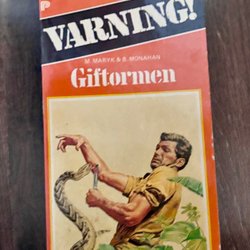 P
VARNING!
M. MARYK & B. MONAHAN
Giftormen